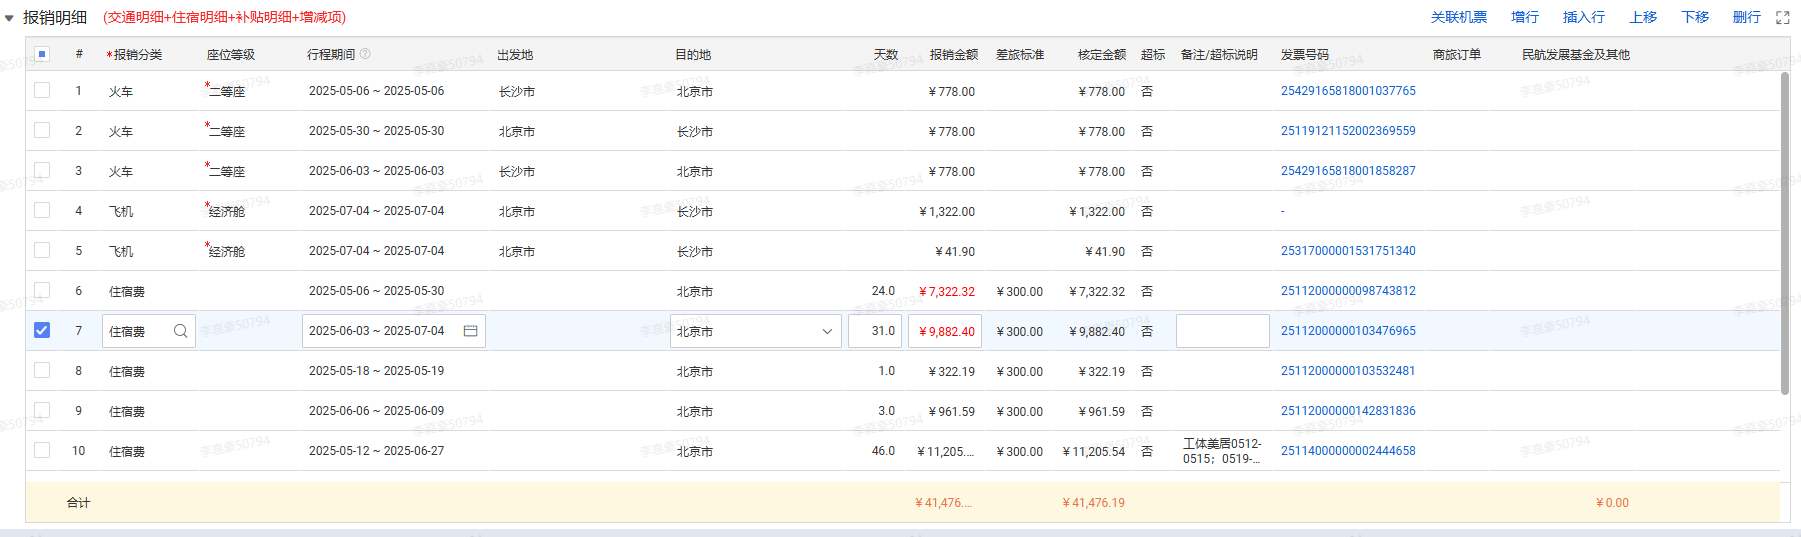 报销明细 (交通明细+住宿明细+补贴明细+增减项) 关联机票 增行 插入行 上移 下移 删行
# *报销分类 座位等级 行程期间 出发地 目的地 天数 报销金额 差旅标准 核定金额 超标 备注/超标说明 发票号码 商旅订单 民航发展基金及其他
1 火车 *二等座 2025-05-06 ~ 2025-05-06 长沙市 北京市 ¥778.00 ¥778.00 否 25429165818001037765
2 火车 *二等座 2025-05-30 ~ 2025-05-30 北京市 长沙市 ¥778.00 ¥778.00 否 25119121152002369559
3 火车 *二等座 2025-06-03 ~ 2025-06-03 长沙市 北京市 ¥778.00 ¥778.00 否 25429165818001858287
4 飞机 *经济舱 2025-07-04 ~ 2025-07-04 北京市 长沙市 ¥1,322.00 ¥1,322.00 否 -
5 飞机 *经济舱 2025-07-04 ~ 2025-07-04 北京市 长沙市 ¥41.90 ¥41.90 否 25317000001531751340
6 住宿费 2025-05-06 ~ 2025-05-30 北京市 24.0 ¥7,322.32 ¥300.00 ¥7,322.32 否 25112000000098743812
7 住宿费 2025-06-03 ~ 2025-07-04 北京市 31.0 ¥9,882.40 ¥300.00 ¥9,882.40 否 25112000000103476965
8 住宿费 2025-05-18 ~ 2025-05-19 北京市 1.0 ¥322.19 ¥300.00 ¥322.19 否 25112000000103532481
9 住宿费 2025-06-06 ~ 2025-06-09 北京市 3.0 ¥961.59 ¥300.00 ¥961.59 否 25112000000142831836
10 住宿费 2025-05-12 ~ 2025-06-27 北京市 46.0 ¥11,205.... ¥300.00 ¥11,205.54 否 工体美居0512-
0515；0519-... 25114000000002444658
合计 ¥41,476.... ¥41,476.19 ¥0.00
李嘉豪50794